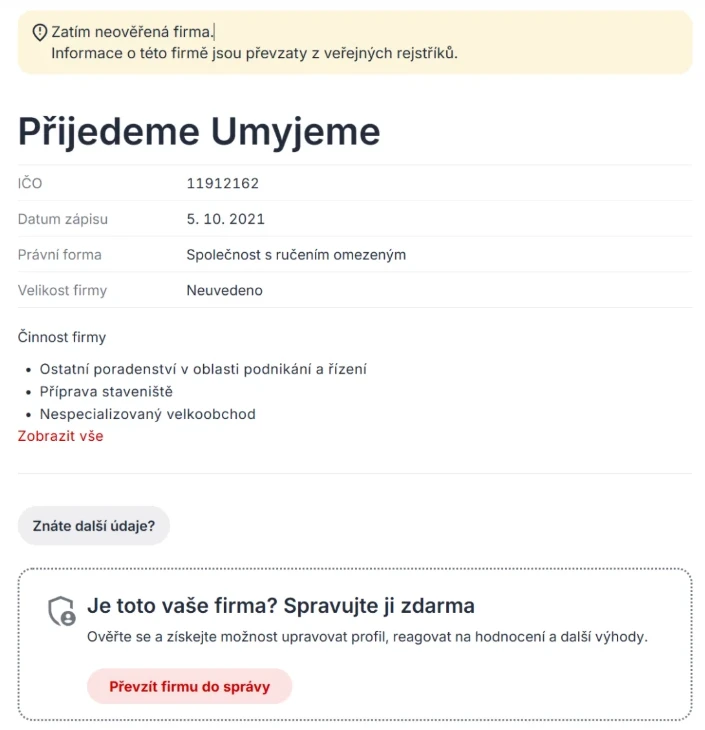 Zatím neověřená firma.
Informace o této firmě jsou převzaty z veřejných rejstříků.
Přijedeme Umyjeme
IČO 11912162
Datum zápisu 5. 10. 2021
Právní forma Společnost s ručením omezeným
Velikost firmy Neuvedeno
Činnost firmy
• Ostatní poradenství v oblasti podnikání a řízení
• Příprava staveniště
• Nespecializovaný velkoobchod
Zobrazit vše
Znáte další údaje?
Je toto vaše firma? Spravujte ji zdarma
Ověřte se a získejte možnost upravovat profil, reagovat na hodnocení a další výhody.
Převzít firmu do správy